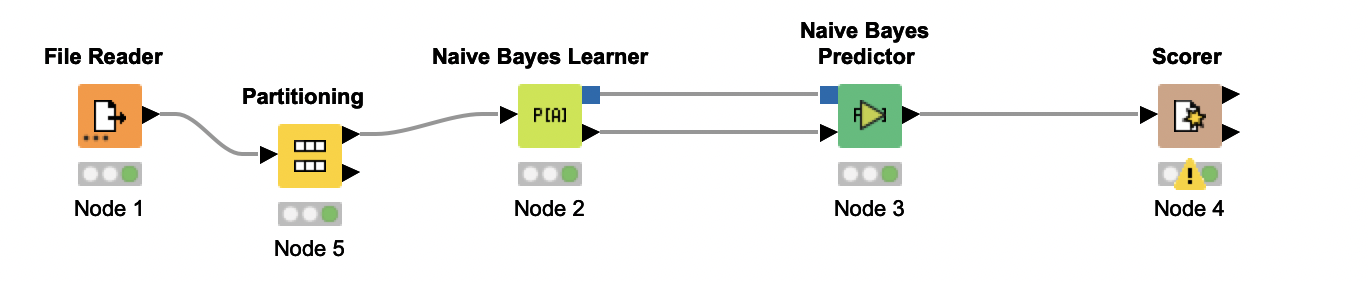 File Reader
Node 1
Partitioning
Node 5
Naive Bayes Learner
P[A]
Node 2
Naive Bayes
Predictor
Node 3
Scorer
!
Node 4